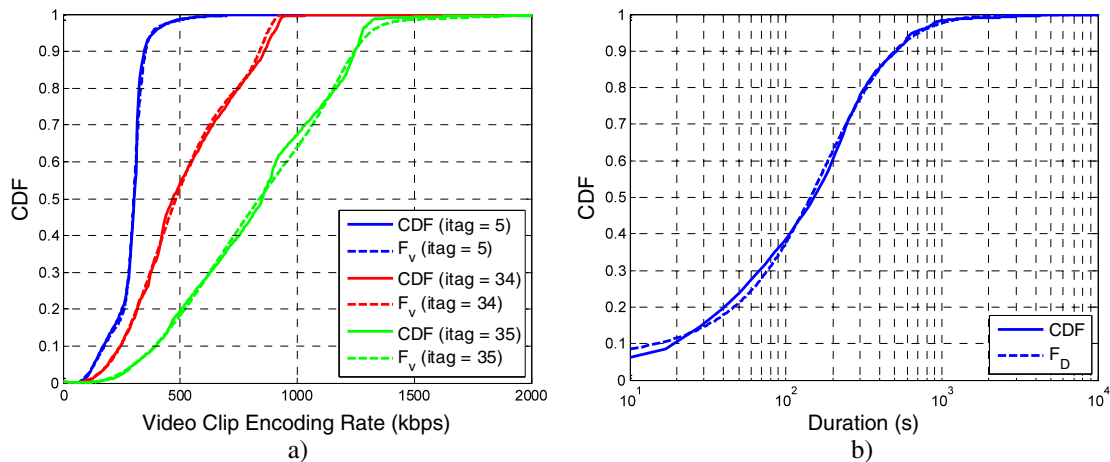 1
0.9
0.8
0.7
0.6
0.5
0.4
0.3
0.2
0.1
0
CDF
0 500 1000 1500 2000
Video Clip Encoding Rate (kbps)
CDF (itag = 5)
F_v (itag = 5)
CDF (itag = 34)
F_v (itag = 34)
CDF (itag = 35)
F_v (itag = 35)
a)
1
0.9
0.8
0.7
0.6
0.5
0.4
0.3
0.2
0.1
0
CDF
10^1 10^2 10^3 10^4
Duration (s)
CDF
F_D
b)